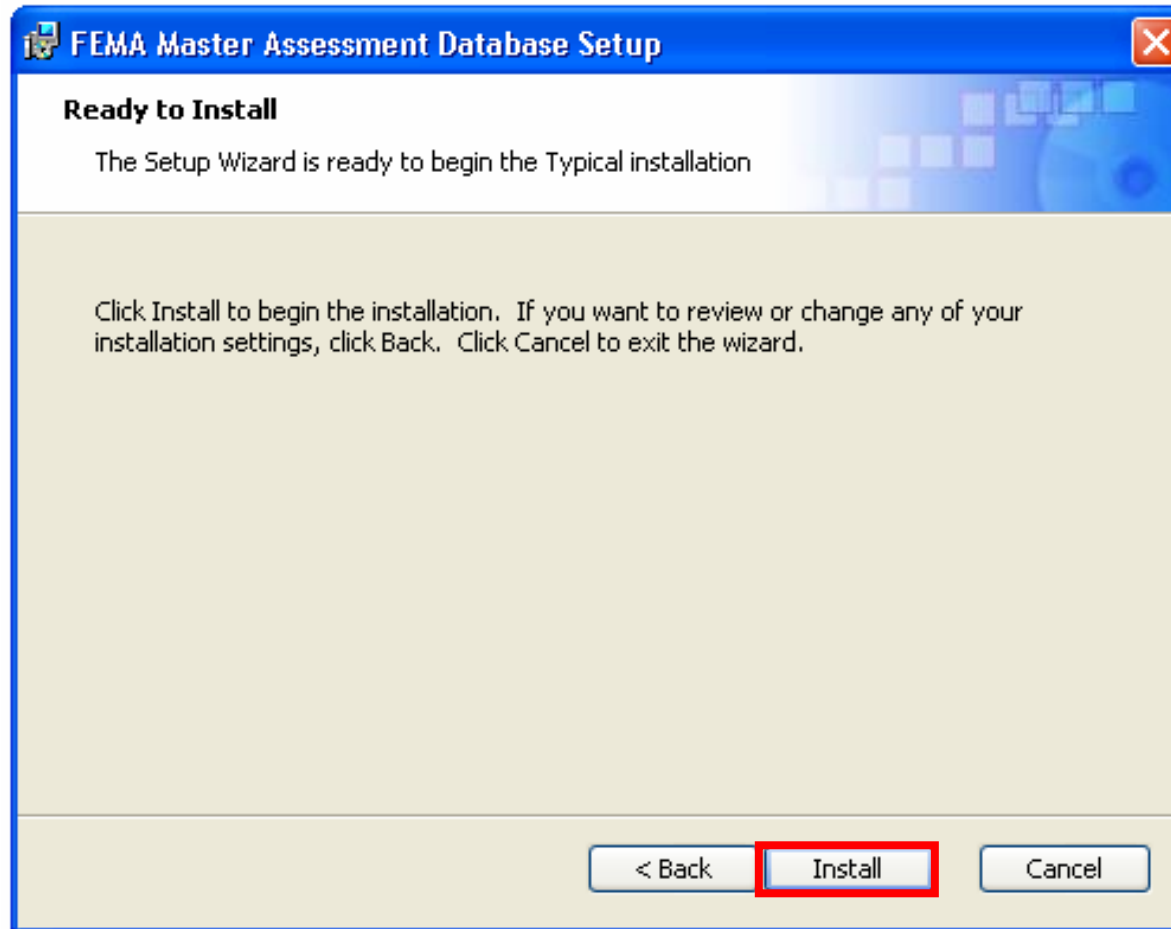 FEMA Master Assessment Database Setup
Ready to Install
The Setup Wizard is ready to begin the Typical installation
Click Install to begin the installation.  If you want to review or change any of your
installation settings, click Back.  Click Cancel to exit the wizard.
< Back Install Cancel